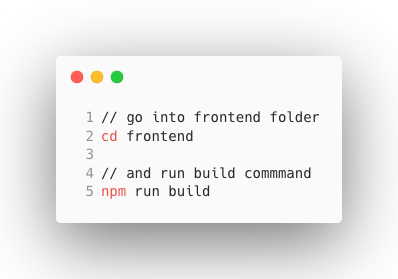 1 // go into frontend folder
2 cd frontend
3
4 // and run build commmand
5 npm run build